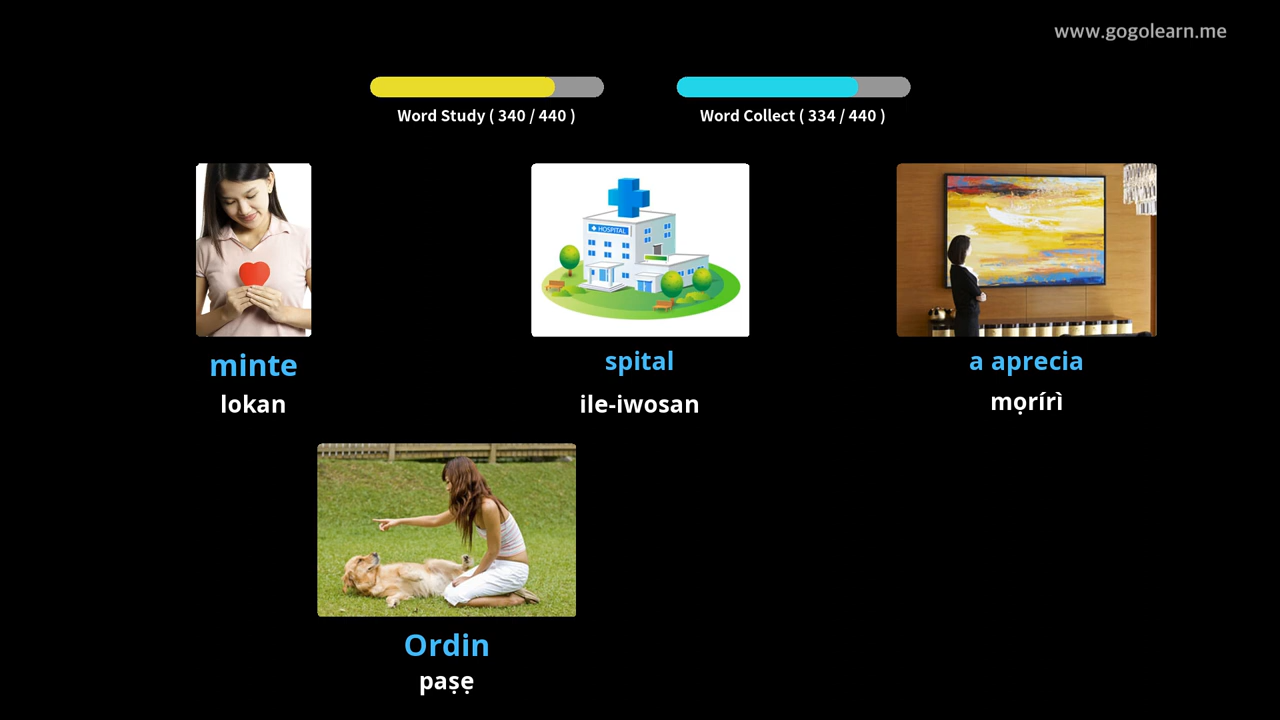 www.gogolearn.me
Word Study ( 340 / 440 )
Word Collect ( 334 / 440 )
HOSPITAL
minte
lokan
spital
ile-iwosan
a aprecia
mọrírì
Ordin
paṣẹ